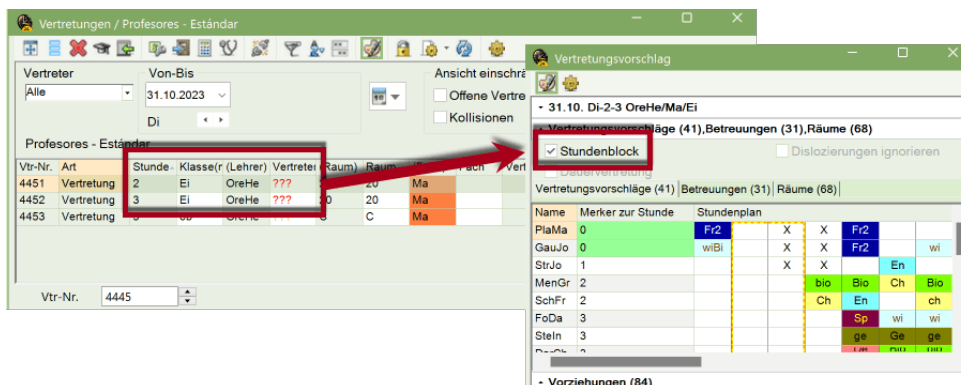 Vertretungen / Profesores - Estándar
Vertreter
Von-Bis
Ansicht einschrä
Alle
31.10.2023
Offene Vertre
Di
Kollisionen
Profesores - Estándar
Vtr-Nr. Art Stunde Klasse(r (Lehrer) Vertreter (Raum) Raum Fach Vert
4451 Vertretung 2 Ei OreHe ??? 20 Ma
4452 Vertretung 3 Ei OreHe ??? 20 Ma
4453 Vertretung OreHe ??? C Ma
Vtr-Nr. 4445
Vertretungsvorschlag
31.10. Di-2-3 OreHe/Ma/Ei
Vertretungsvorschläge (41),Betreuungen (31),Räume (68)
Stundenblock
Dislozierungen ignorieren
Dauervertretung
Vertretungsvorschläge (41) Betreuungen (31) Räume (68)
Name Merker zur Stunde Stundenplan
PlaMa 0 Fr2 X X Fr2
GauJo 0 wiBi X X Fr2 wi
StrJo 1 X X En
MenGr 2 bio Bio Ch Bio
SchFr 2 Ch En ch
FoDa 3 Sp wi wi
SteIn 3 ge Ge ge
Vorziehungen (84)